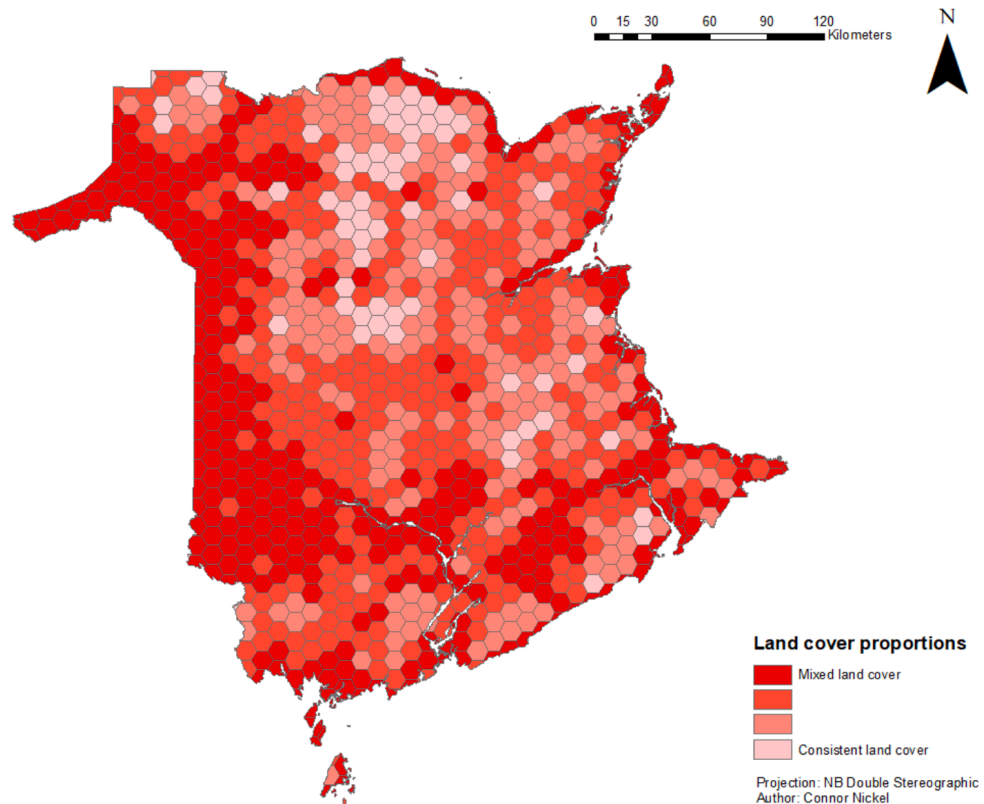 N
0 15 30 60 90 120
Kilometers
Land cover proportions
Mixed land cover
Consistent land cover
Projection: NB Double Stereographic
Author: Connor Nickel